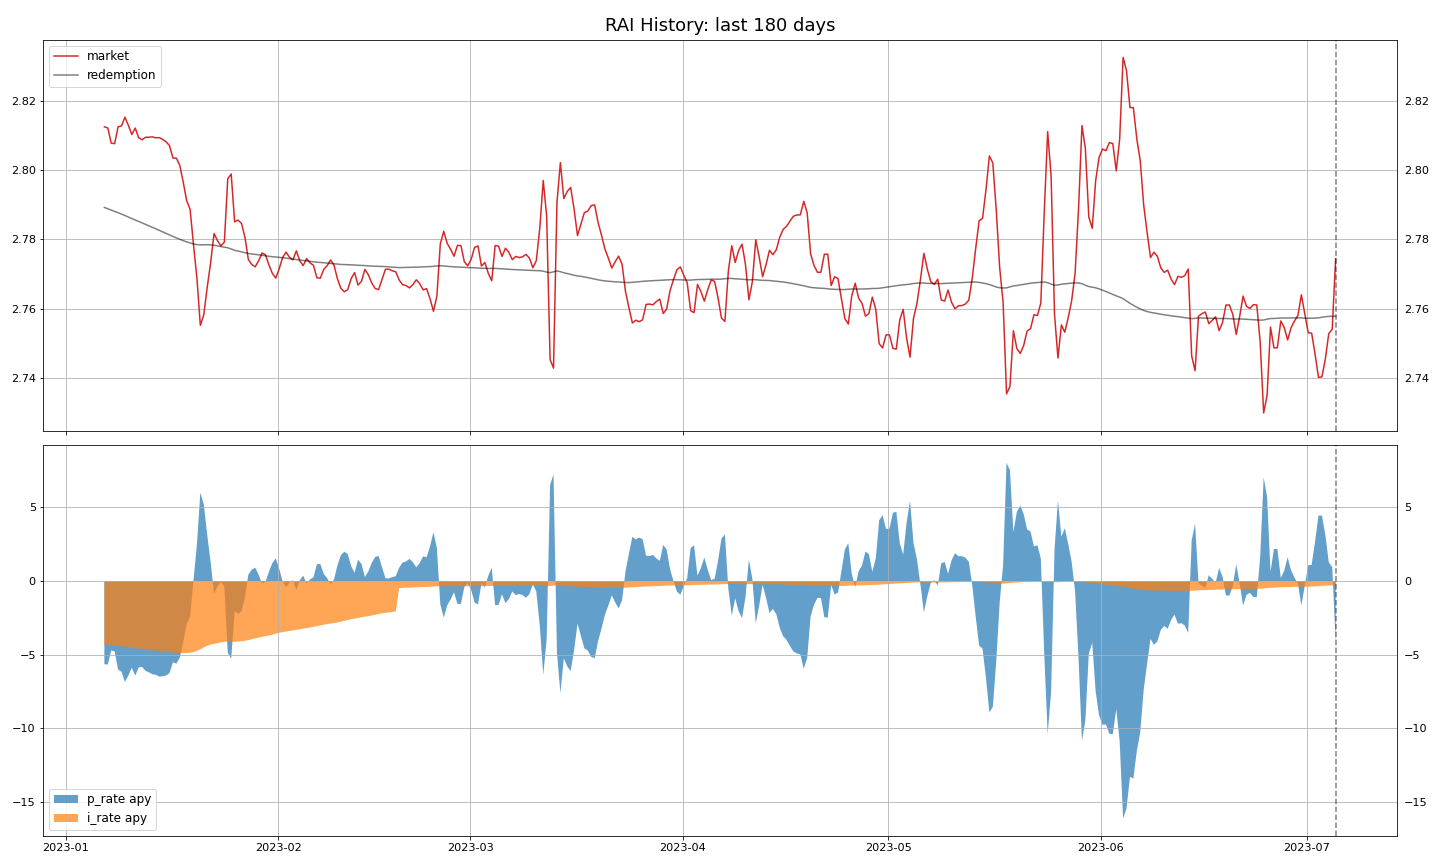 RAI History: last 180 days
market
redemption
2.82 2.82
2.80 2.80
2.78 2.78
2.76 2.76
2.74 2.74
5 5
0 0
−5 −5
−10 −10
−15 −15
p_rate apy
i_rate apy
2023-01 2023-02 2023-03 2023-04 2023-05 2023-06 2023-07